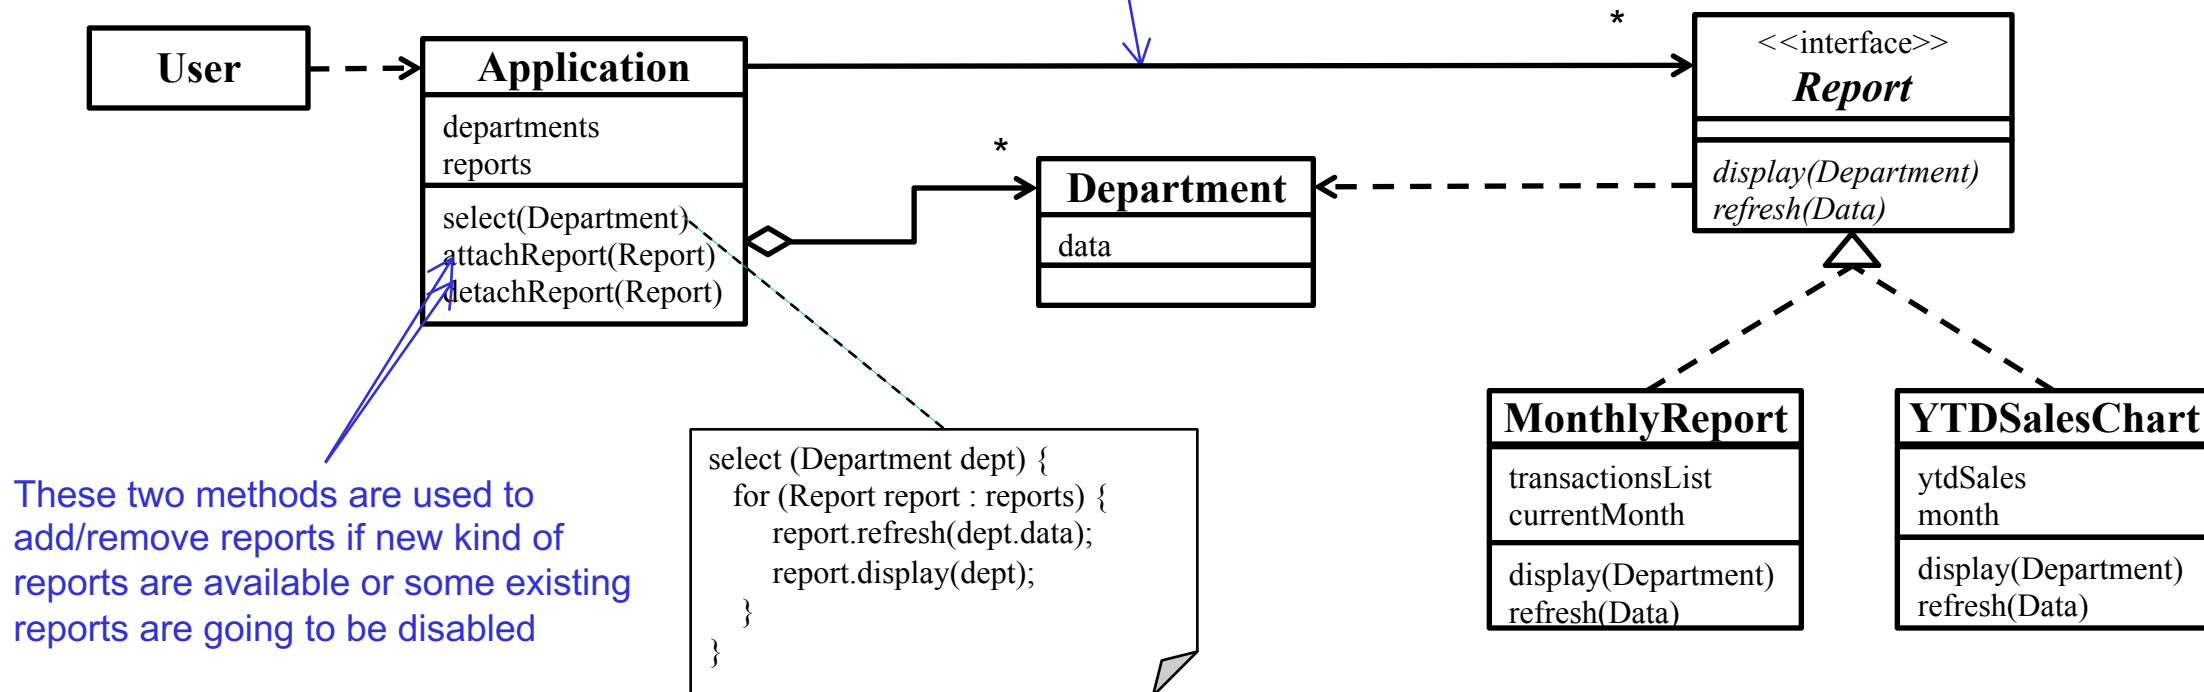 User
Application
departments
reports
select(Department)
attachReport(Report)
detachReport(Report)
*
*
Department
data
<<interface>>
Report
display(Department)
refresh(Data)
MonthlyReport
transactionsList
currentMonth
display(Department)
refresh(Data)
YTDSalesChart
ytdSales
month
display(Department)
refresh(Data)
These two methods are used to
add/remove reports if new kind of
reports are available or some existing
reports are going to be disabled
select (Department dept) {
for (Report report : reports) {
report.refresh(dept.data);
report.display(dept);
}
}